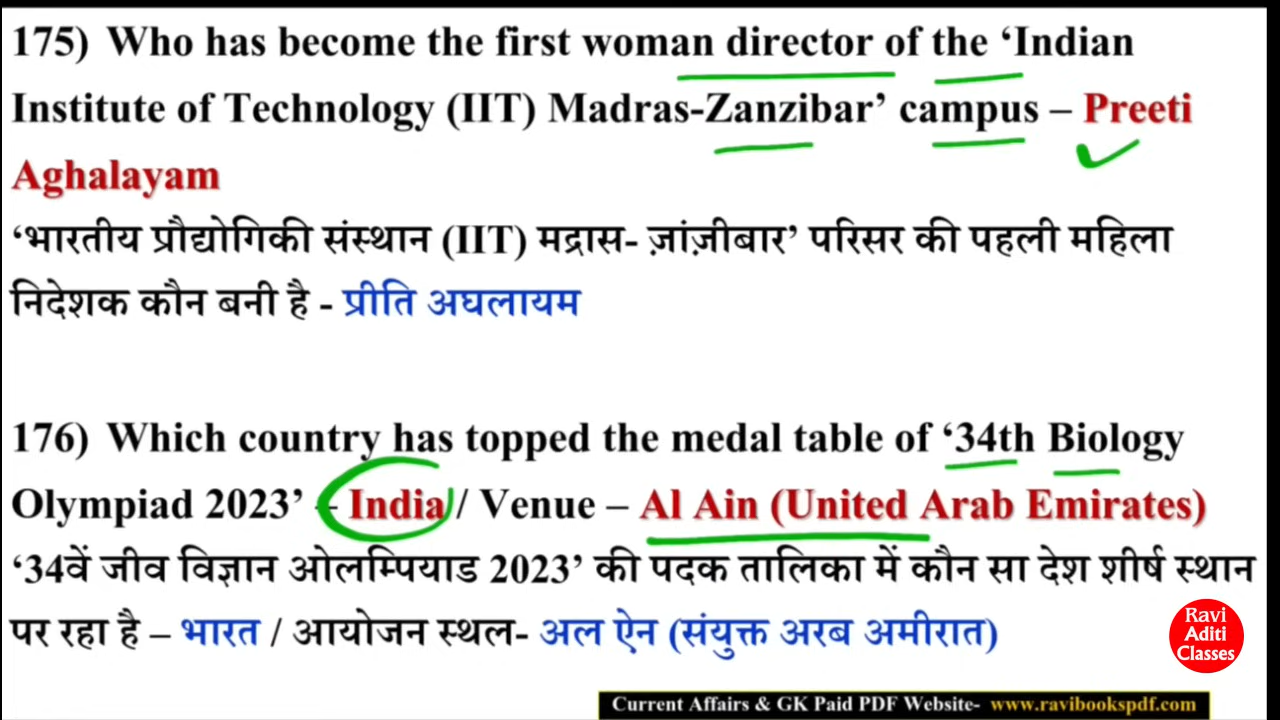 175) Who has become the first woman director of the ‘Indian
Institute of Technology (IIT) Madras-Zanzibar’ campus – Preeti
Aghalayam
‘भारतीय प्रौद्योगिकी संस्थान (IIT) मद्रास- ज़ांज़ीबार’ परिसर की पहली महिला
निदेशक कौन बनी है - प्रीति अघलायम
176) Which country has topped the medal table of ‘34th Biology
Olympiad 2023’ – India / Venue – Al Ain (United Arab Emirates)
‘34वें जीव विज्ञान ओलम्पियाड 2023’ की पदक तालिका में कौन सा देश शीर्ष स्थान
पर रहा है – भारत / आयोजन स्थल- अल ऐन (संयुक्त अरब अमीरात)
Ravi
Aditi
Classes
Current Affairs & GK Paid PDF Website- www.ravibookspdf.com